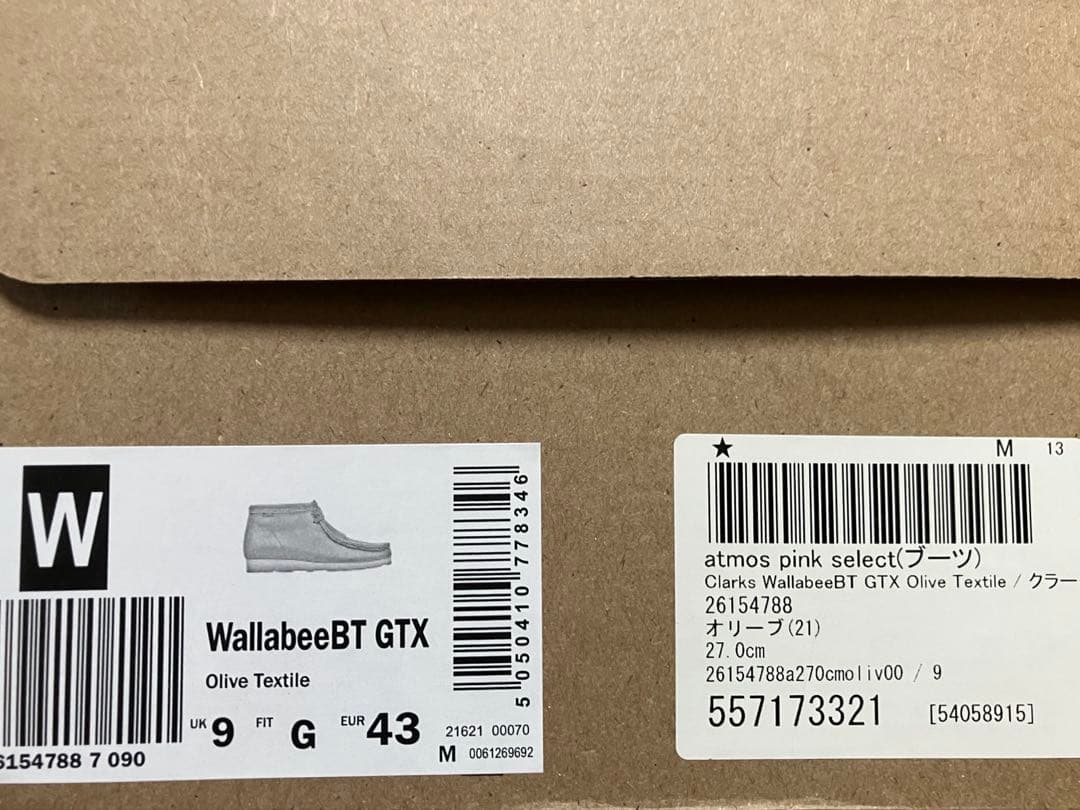 W
WallabeeBT GTX
Olive Textile
UK 9 FIT G EUR 43
6154788 7 090
5 050410 778346
21621 00070
M 0061269692
★ M 13
atmos pink select(ブーツ)
Clarks WallabeeBT GTX Olive Textile / クラー
26154788
オリーブ(21)
27.0cm
26154788a270cmoliv00 / 9
557173321 [54058915]